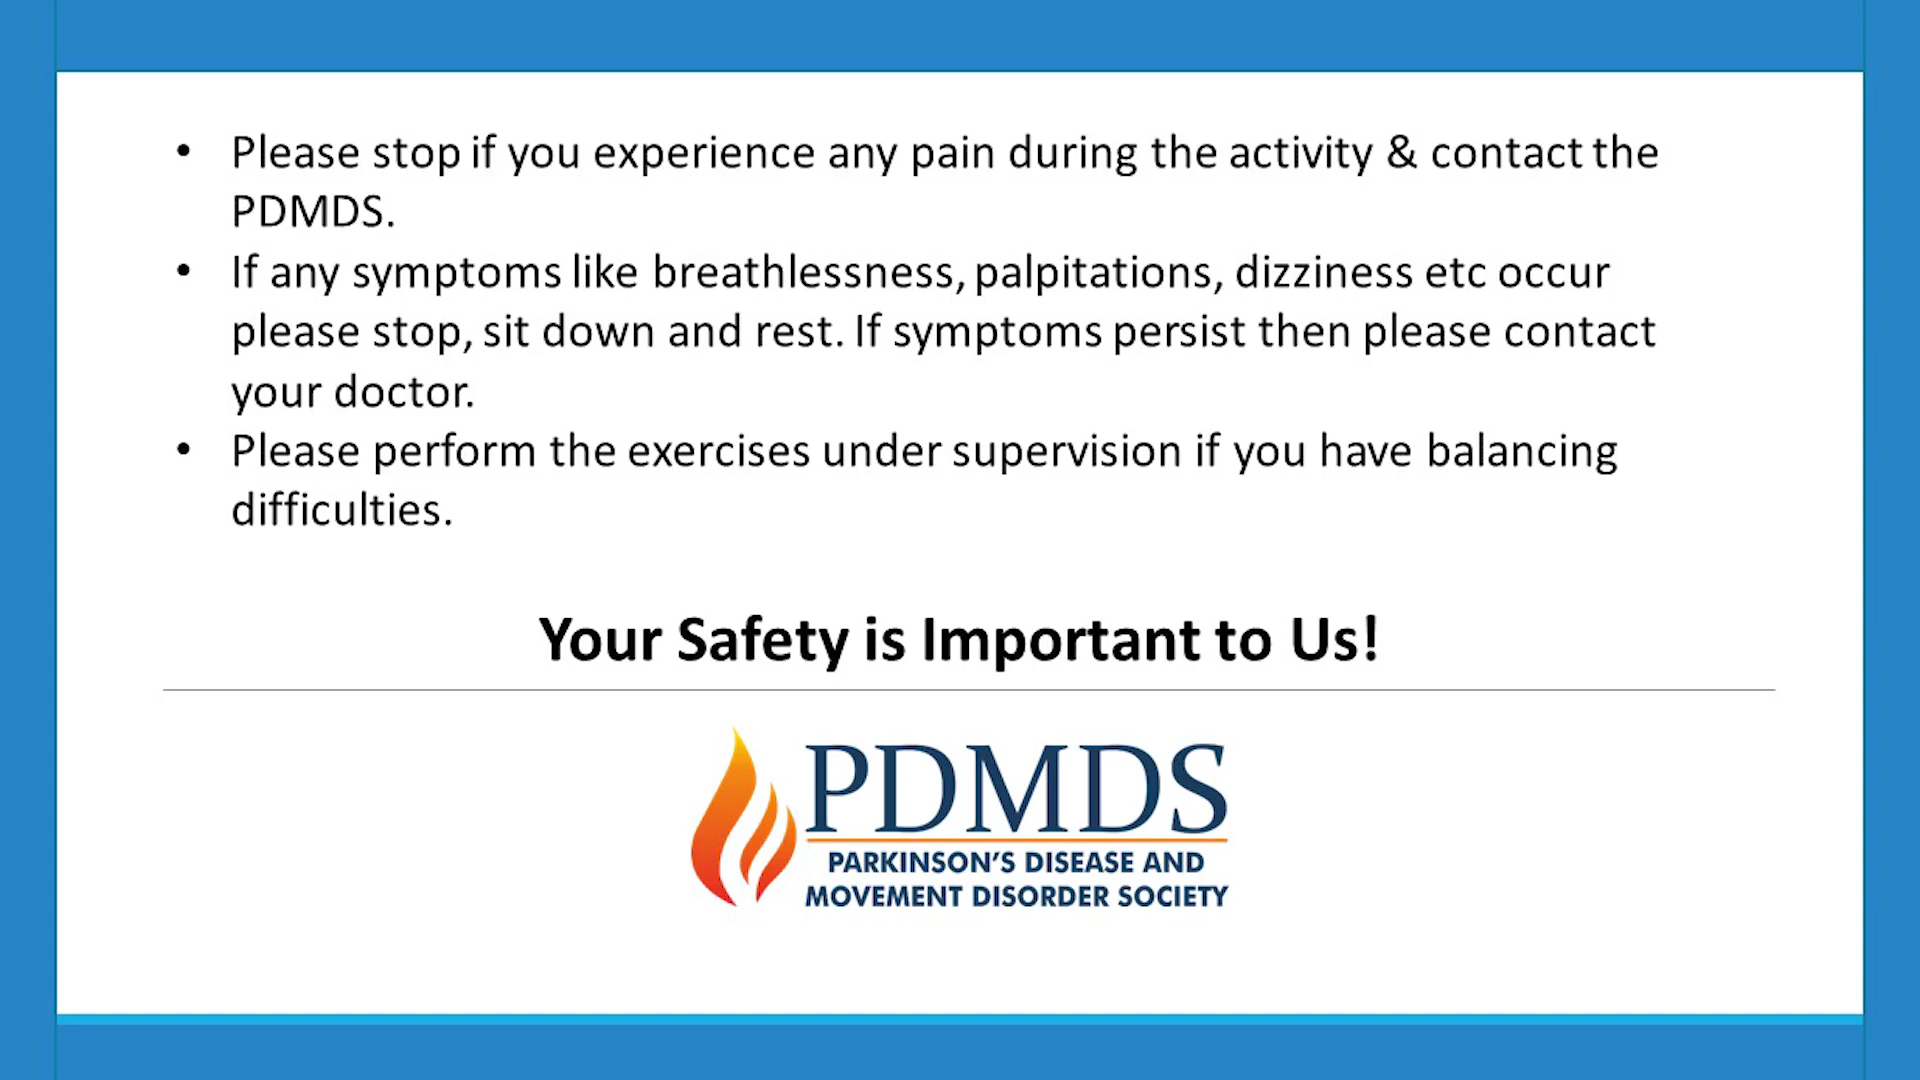 • Please stop if you experience any pain during the activity & contact the
PDMDS.
• If any symptoms like breathlessness, palpitations, dizziness etc occur
please stop, sit down and rest. If symptoms persist then please contact
your doctor.
• Please perform the exercises under supervision if you have balancing
difficulties.
Your Safety is Important to Us!
PDMDS
PARKINSON'S DISEASE AND
MOVEMENT DISORDER SOCIETY